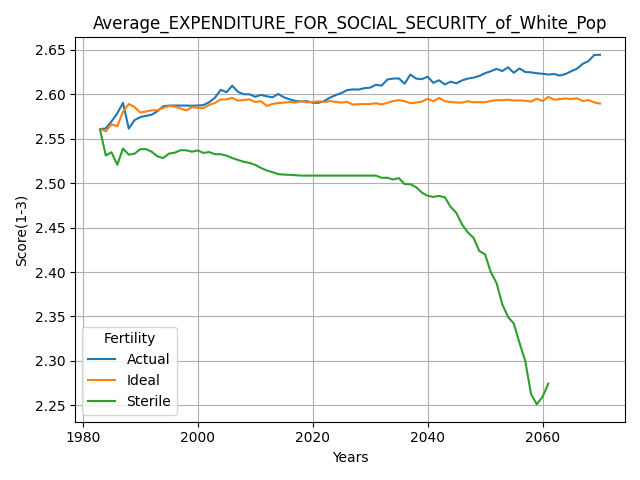 Average_EXPENDITURE_FOR_SOCIAL_SECURITY_of_White_Pop
2.65
2.60
2.55
2.50
2.45
2.40
2.35
2.30
2.25
Score(1-3)
Fertility
Actual
Ideal
Sterile
1980 2000 2020 2040 2060
Years